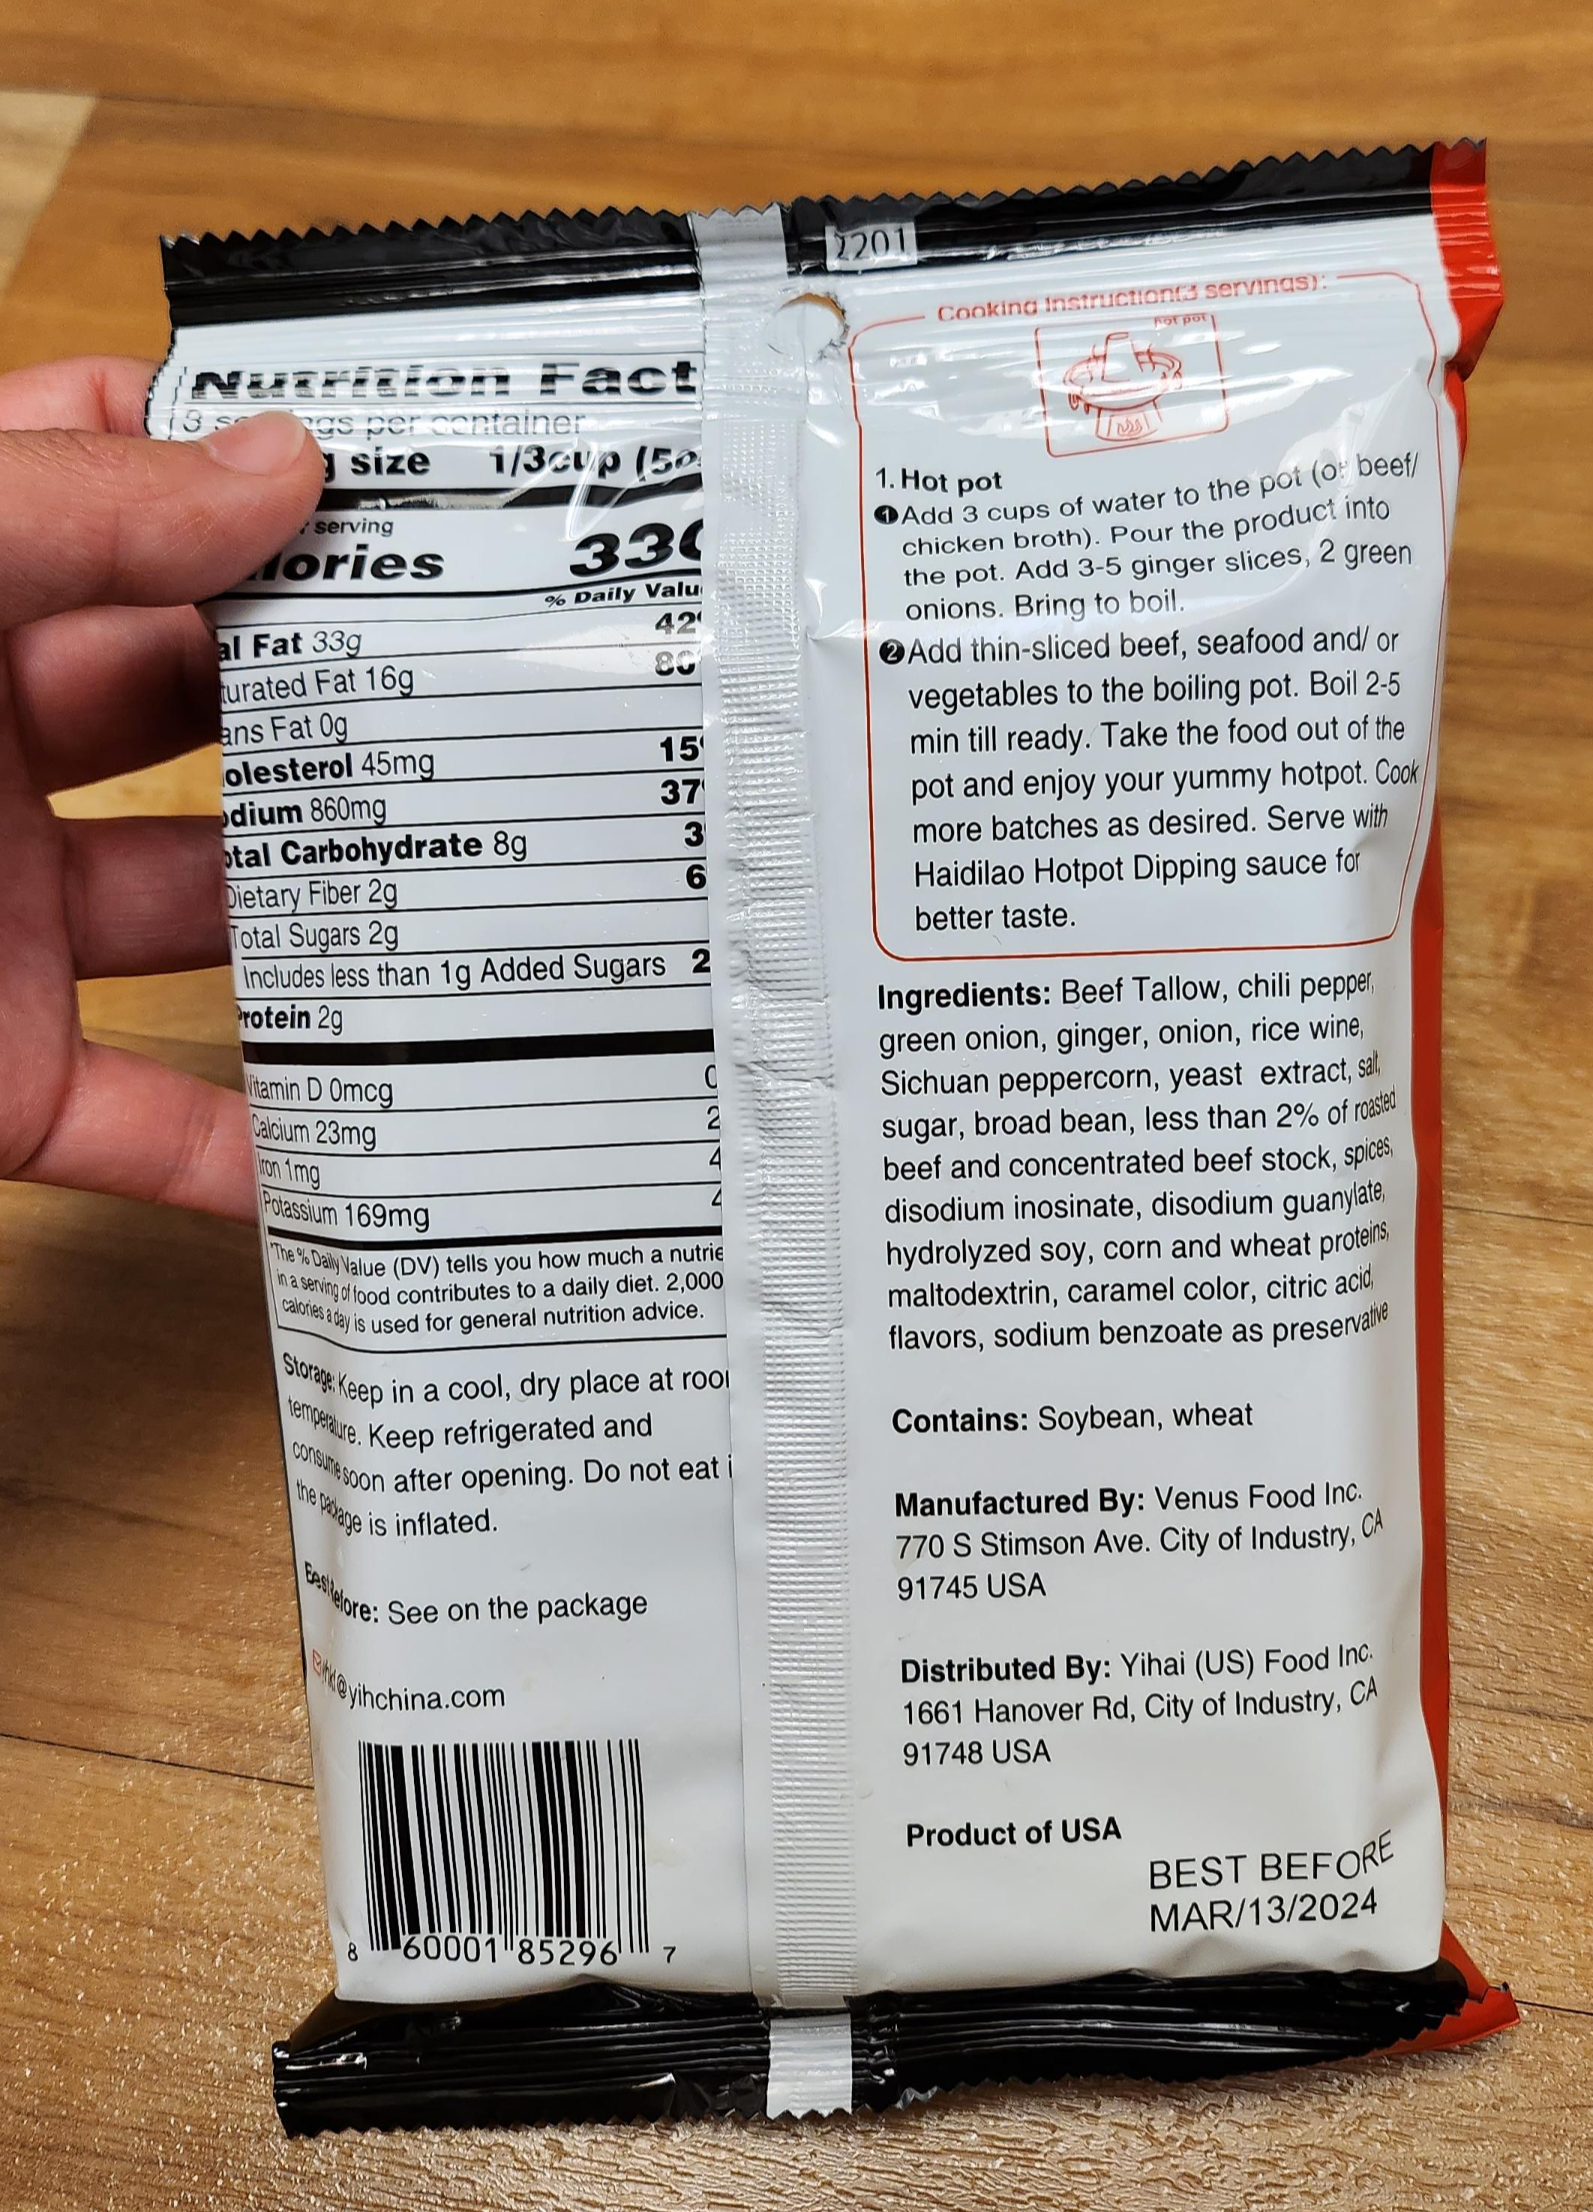 2201
Nutrition Fact
3 se ngs per container
g size 1/3cup (50
r serving
lories 330
% Daily Valu
al Fat 33g 42%
turated Fat 16g 80
ans Fat 0g
olesterol 45mg 15%
odium 860mg 37%
otal Carbohydrate 8g 3
Dietary Fiber 2g 6
Total Sugars 2g
Includes less than 1g Added Sugars 2
Protein 2g
Vitamin D 0mcg 0
Calcium 23mg 2
Iron 1mg 4
Potassium 169mg 4
*The % Daily Value (DV) tells you how much a nutrie
in a serving of food contributes to a daily diet. 2,000
calories a day is used for general nutrition advice.
Storage: Keep in a cool, dry place at roo
temperature. Keep refrigerated and
consume soon after opening. Do not eat i
the package is inflated.
Best Before: See on the package
@yihchina.com
8 60001 85296 7
Cooking Instruction(3 servings):
hot pot
1. Hot pot
❶Add 3 cups of water to the pot (or beef/
chicken broth). Pour the product into
the pot. Add 3-5 ginger slices, 2 green
onions. Bring to boil.
❷Add thin-sliced beef, seafood and/ or
vegetables to the boiling pot. Boil 2-5
min till ready. Take the food out of the
pot and enjoy your yummy hotpot. Cook
more batches as desired. Serve with
Haidilao Hotpot Dipping sauce for
better taste.
Ingredients: Beef Tallow, chili pepper,
green onion, ginger, onion, rice wine,
Sichuan peppercorn, yeast extract, salt,
sugar, broad bean, less than 2% of roasted
beef and concentrated beef stock, spices,
disodium inosinate, disodium guanylate,
hydrolyzed soy, corn and wheat proteins,
maltodextrin, caramel color, citric acid,
flavors, sodium benzoate as preservative
Contains: Soybean, wheat
Manufactured By: Venus Food Inc.
770 S Stimson Ave. City of Industry, CA
91745 USA
Distributed By: Yihai (US) Food Inc.
1661 Hanover Rd, City of Industry, CA
91748 USA
Product of USA
BEST BEFORE
MAR/13/2024